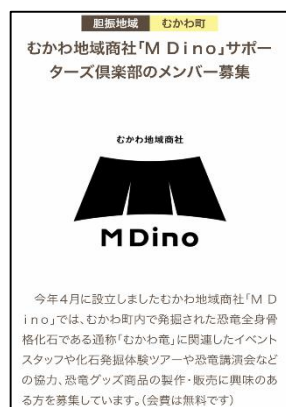 胆振地域 むかわ町
むかわ地域商社「M Dino」サポー
ターズ倶楽部のメンバー募集
むかわ地域商社
M Dino
今年4月に設立しましたむかわ地域商社「M D
ino」では、むかわ町内で発掘された恐竜全身骨
格化石である通称「むかわ竜」に関連したイベント
スタッフや化石発掘体験ツアーや恐竜講演会など
の協力、恐竜グッズ商品の製作・販売に興味のあ
る方を募集しています。(会費は無料です)